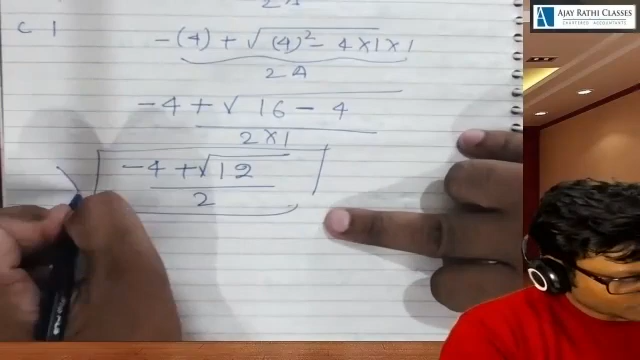 2A
C 1
-(4) + √(4)² - 4×1×1
2A
-4 + √16 - 4
2×1
-4 + √12
2
A
AJAY RATHI CLASSES
CHARTERED ACCOUNTANTS